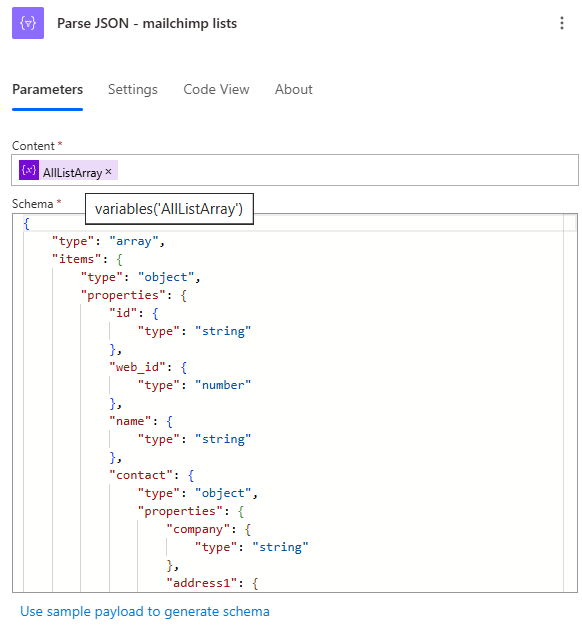 Parse JSON - mailchimp lists
Parameters Settings Code View About
Content *
{x} AllListArray ×
Schema *
variables('AllListArray')
{
    "type": "array",
    "items": {
        "type": "object",
        "properties": {
            "id": {
                "type": "string"
            },
            "web_id": {
                "type": "number"
            },
            "name": {
                "type": "string"
            },
            "contact": {
                "type": "object",
                "properties": {
                    "company": {
                        "type": "string"
                    },
                    "address1": {
Use sample payload to generate schema